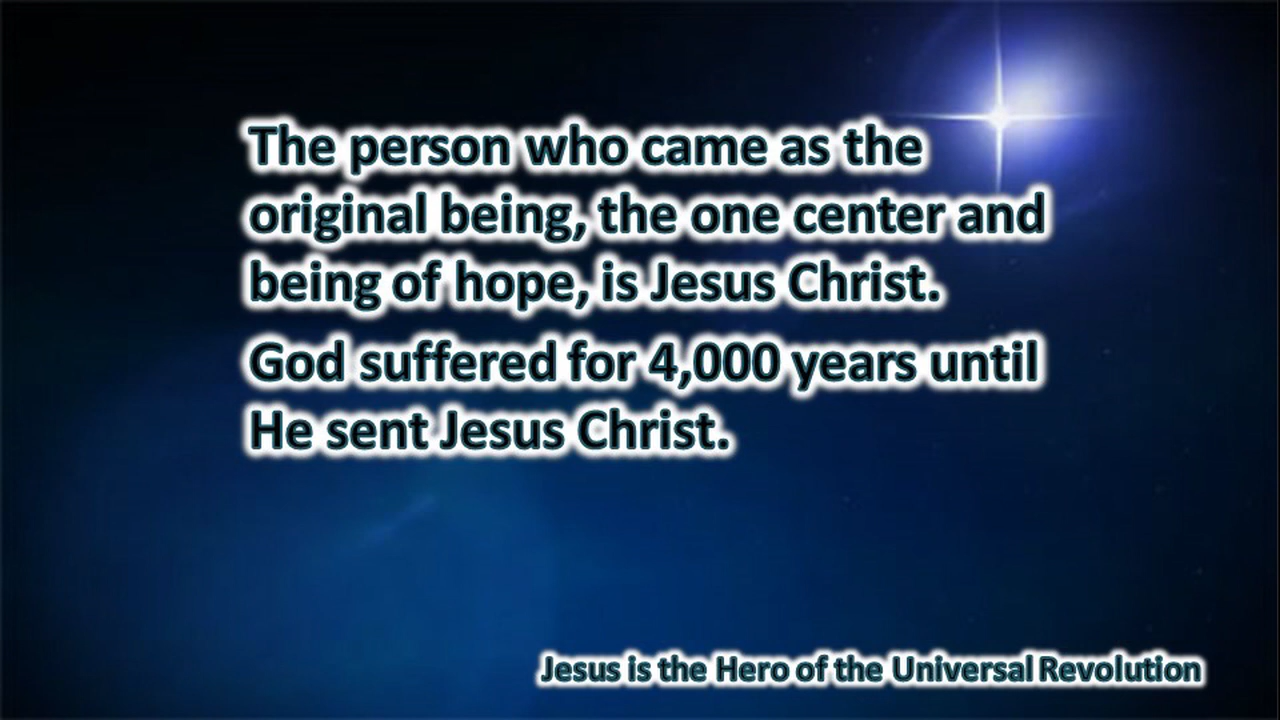 The person who came as the
original being, the one center and
being of hope, is Jesus Christ.
God suffered for 4,000 years until
He sent Jesus Christ.
Jesus is the Hero of the Universal Revolution